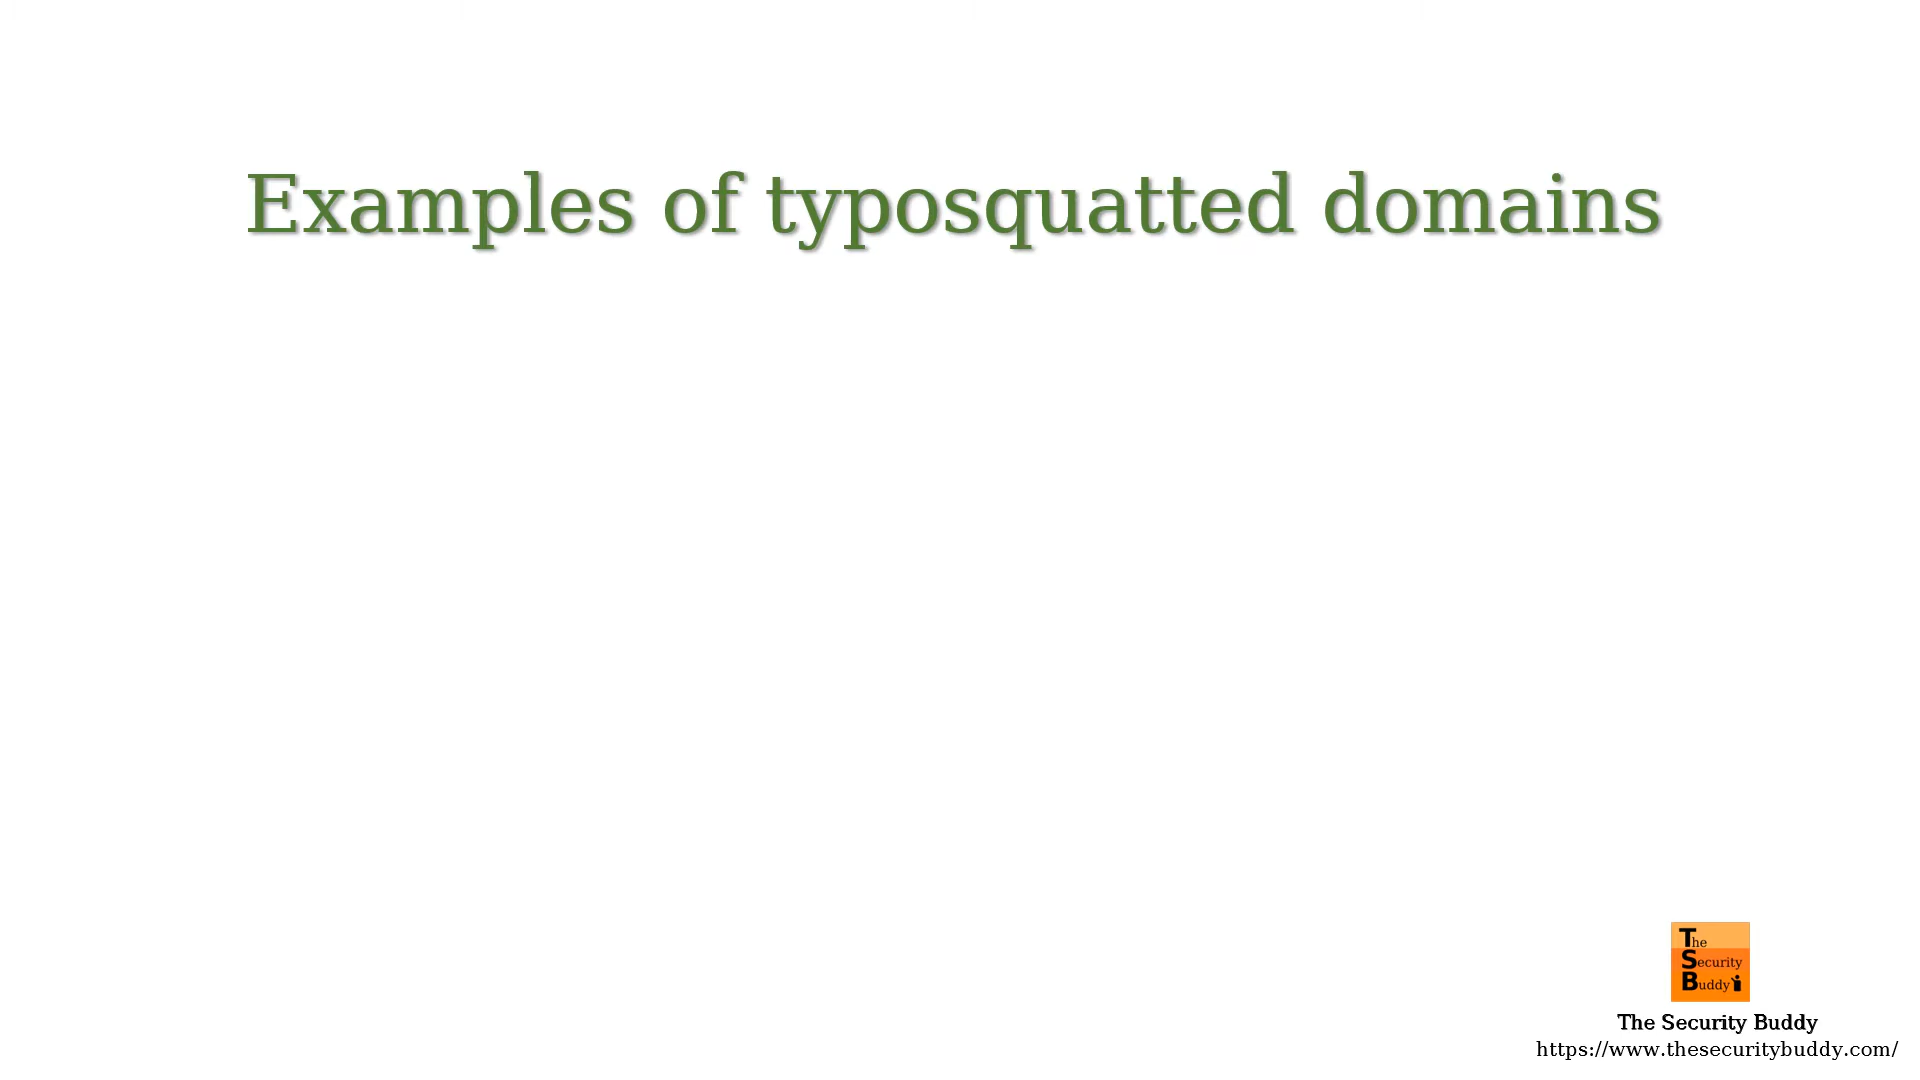 Examples of typosquatted domains
The
Security
Buddy
The Security Buddy
https://www.thesecuritybuddy.com/